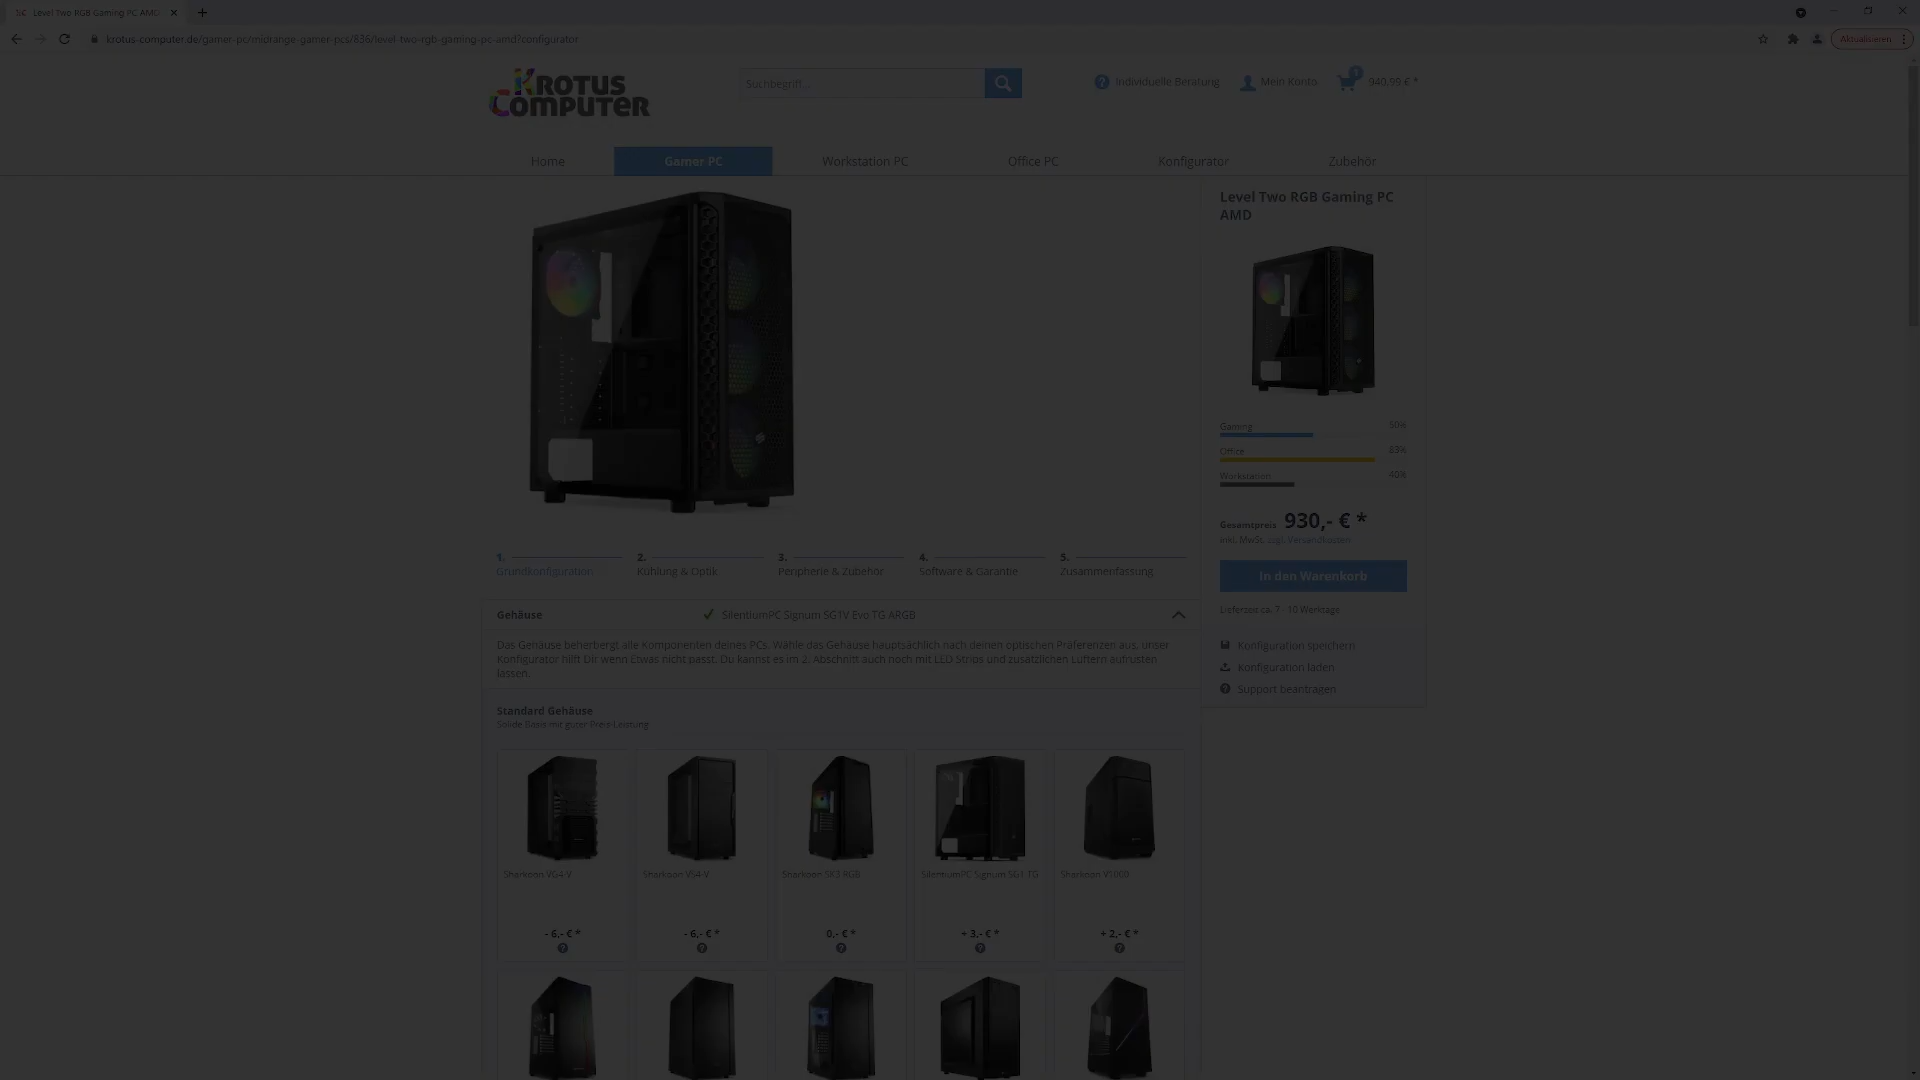 Level Two RGB Gaming PC AMD
krotus-computer.de/gamer-pc/midrange-gamer-pcs/836/level-two-rgb-gaming-pc-amd?configurator
Aktualisieren
KROTUS
COMPUTER
Suchbegriff...
Individuelle Beratung
Mein Konto
1
940,99 € *
Home
Gamer PC
Workstation PC
Office PC
Konfigurator
Zubehör
Level Two RGB Gaming PC
AMD
Gaming 50%
Office 83%
Workstation 40%
Gesamtpreis 930,- € *
inkl. MwSt. zzgl. Versandkosten
In den Warenkorb
Lieferzeit ca. 7 - 10 Werktage
Konfiguration speichern
Konfiguration laden
Support beantragen
1.
Grundkonfiguration
2.
Kühlung & Optik
3.
Peripherie & Zubehör
4.
Software & Garantie
5.
Zusammenfassung
Gehäuse
SilentiumPC Signum SG1V Evo TG ARGB
Das Gehäuse beherbergt alle Komponenten deines PCs. Wähle das Gehäuse hauptsächlich nach deinen optischen Präferenzen aus, unser
Konfigurator hilft Dir wenn Etwas nicht passt. Du kannst es im 2. Abschnitt auch noch mit LED Strips und zusätzlichen Lüftern aufrüsten
lassen.
Standard Gehäuse
Solide Basis mit guter Preis-Leistung
Sharkoon VG4-V
Sharkoon VS4-V
Sharkoon SK3 RGB
SilentiumPC Signum SG1 TG
Sharkoon V1000
- 6,- € *
- 6,- € *
0,- € *
+ 3,- € *
+ 2,- € *